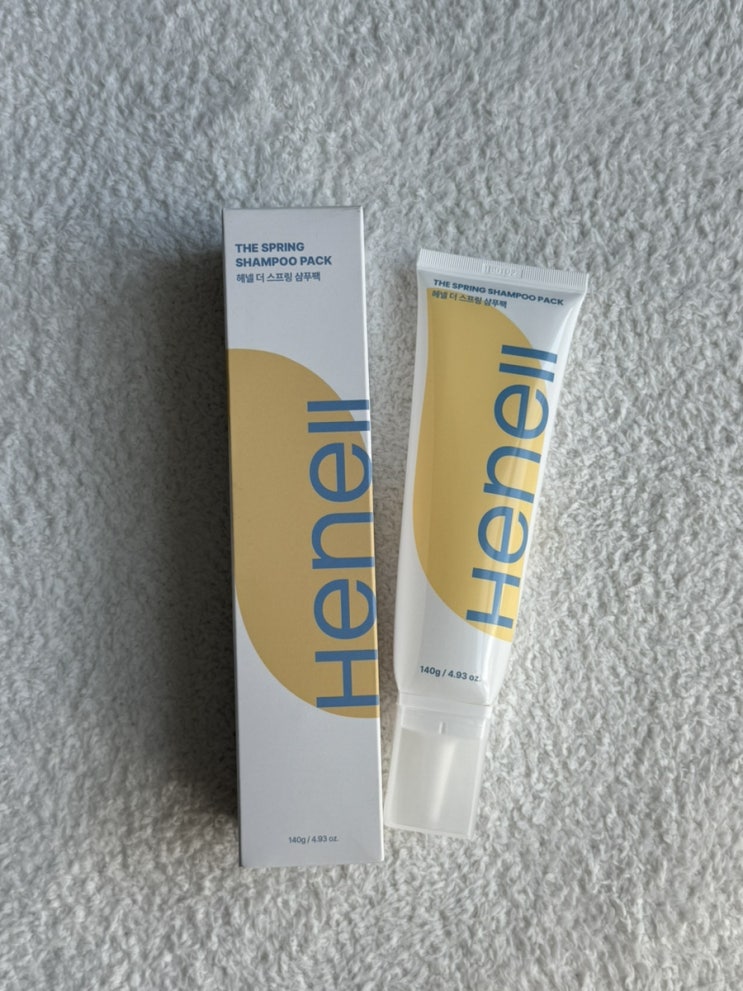 THE SPRING
SHAMPOO PACK
헤넬 더 스프링 샴푸팩
Henell
140g / 4.93 oz.
THE SPRING SHAMPOO PACK
헤넬 더 스프링 샴푸팩
Henell
140g / 4.93 oz.